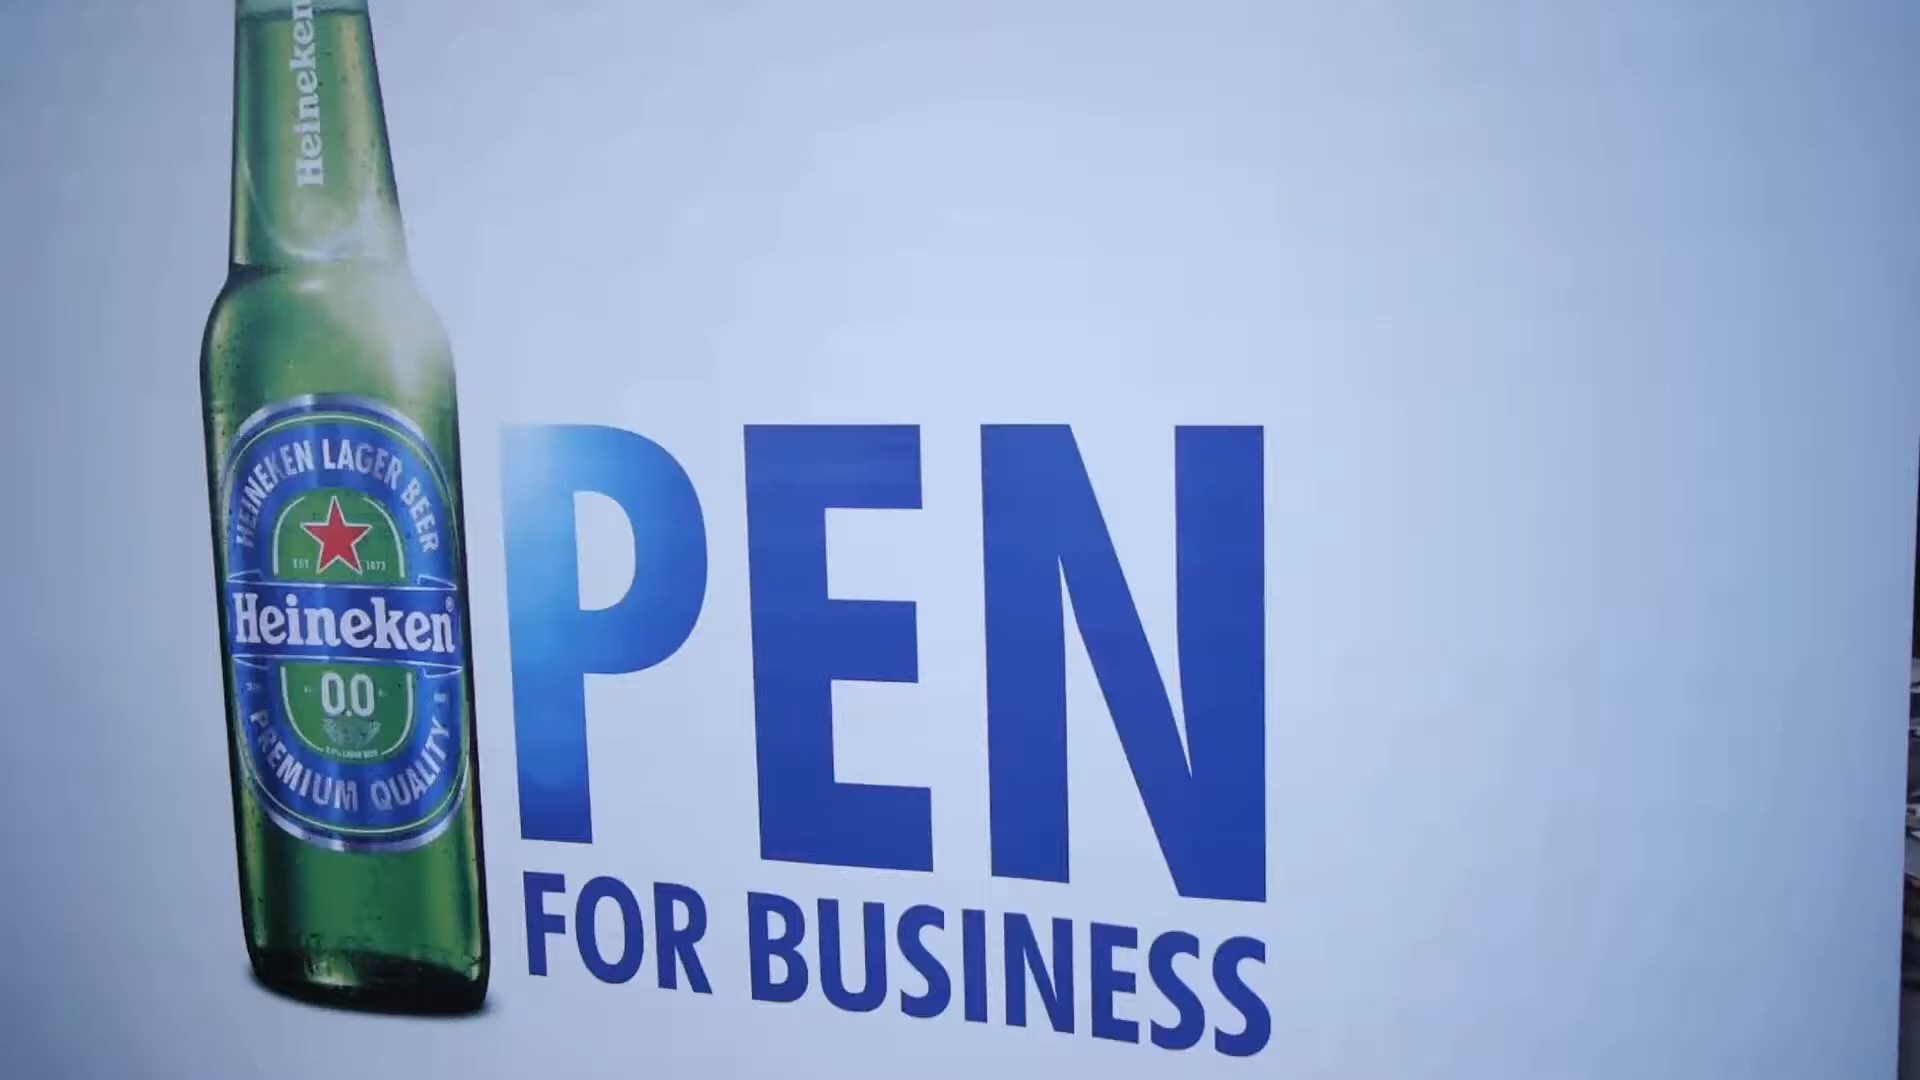 Heineken
HEINEKEN LAGER BEER
EST. 1873
Heineken®
0.0
PREMIUM QUALITY
PEN
FOR BUSINESS